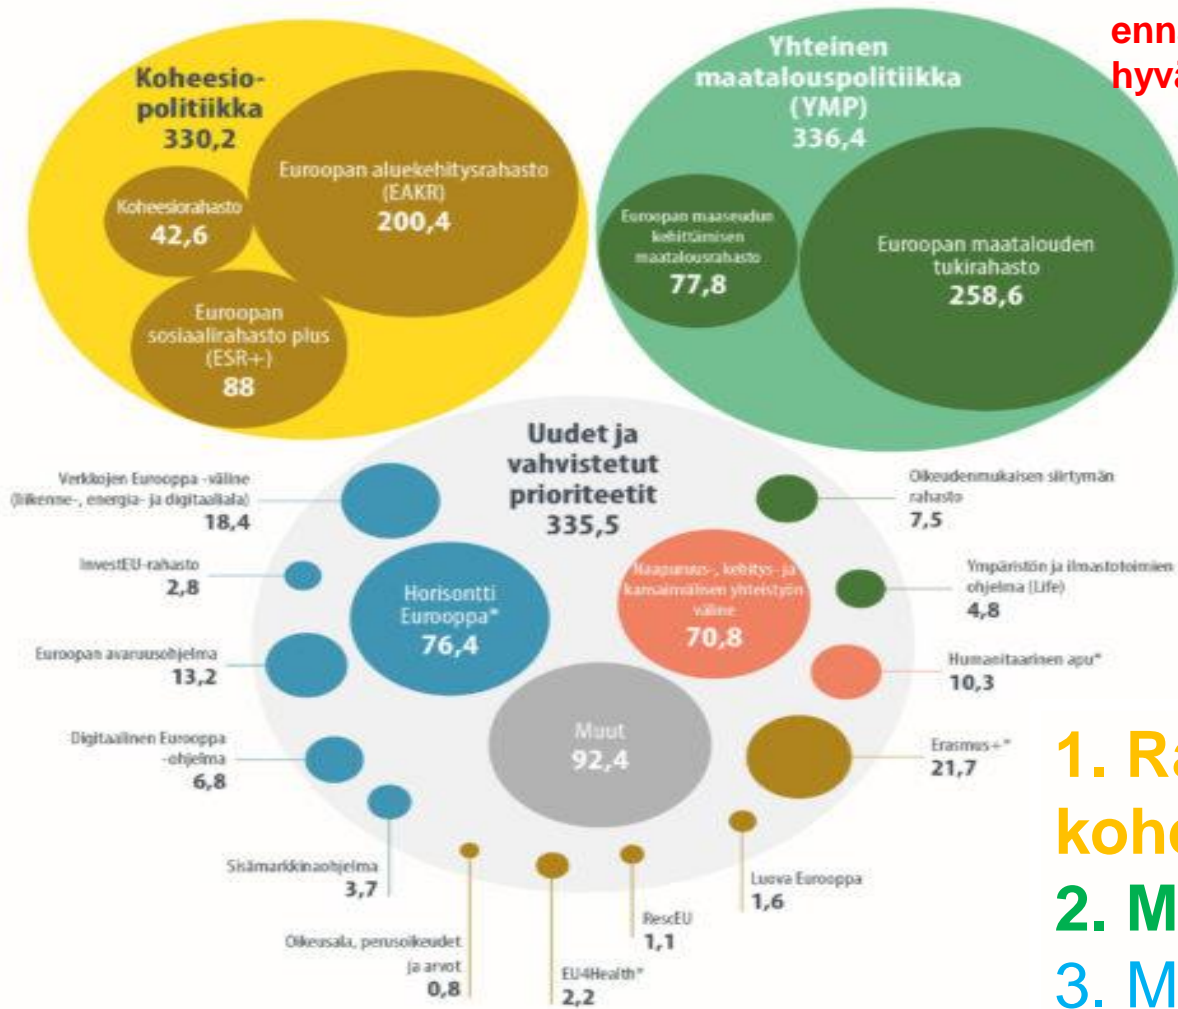 Koheesio-
politiikka
330,2
Euroopan aluekehitysrahasto
(EAKR)
200,4
Koheesiorahasto
42,6
Euroopan
sosiaalirahasto plus
(ESR+)
88
Yhteinen
maatalouspolitiikka
(YMP)
336,4
Euroopan maaseudun
kehittämisen
maatalousrahasto
77,8
Euroopan maatalouden
tukirahasto
258,6
enn
hyvä
Uudet ja
vahvistetut
prioriteetit
335,5
Verkkojen Eurooppa -väline
(liikenne-, energia- ja digitaaliala)
18,4
InvestEU-rahasto
2,8
Euroopan avaruusohjelma
13,2
Digitaalinen Eurooppa
-ohjelma
6,8
Sisämarkkinaohjelma
3,7
Oikeusala, perusoikeudet
ja arvot
0,8
EU4Health*
2,2
RescEU
1,1
Luova Eurooppa
1,6
Horisontti
Eurooppa*
76,4
Naapuruus-, kehitys- ja
kansainvälisen yhteistyön
väline
70,8
Muut
92,4
Oikeudenmukaisen siirtymän
rahasto
7,5
Ympäristön ja ilmastotoimien
ohjelma (Life)
4,8
Humanitaarinen apu*
10,3
Erasmus+*
21,7
1. Ra
kohe
2. M
3. M